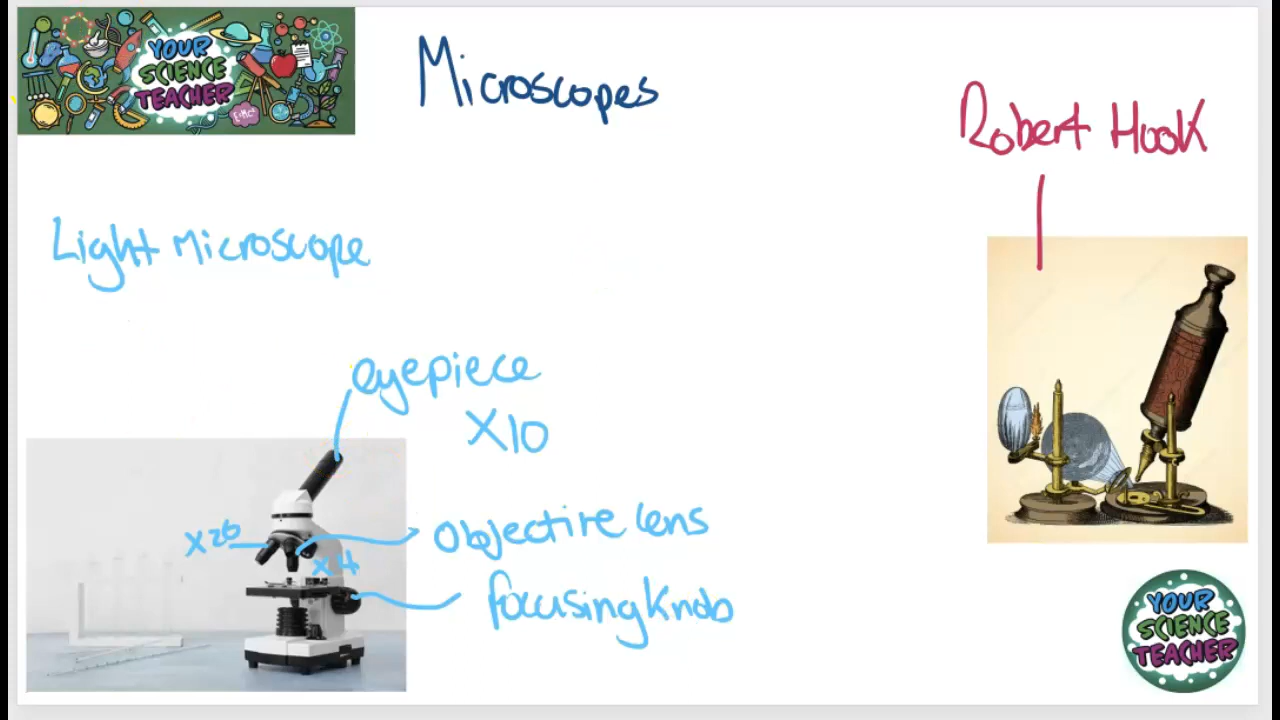 YOUR
SCIENCE
TEACHER
E=MC²
Microscopes
Robert Hook
Light Microscope
eyepiece
X10
X20
Objective lens
X4
focusing Knob
YOUR
SCIENCE
TEACHER